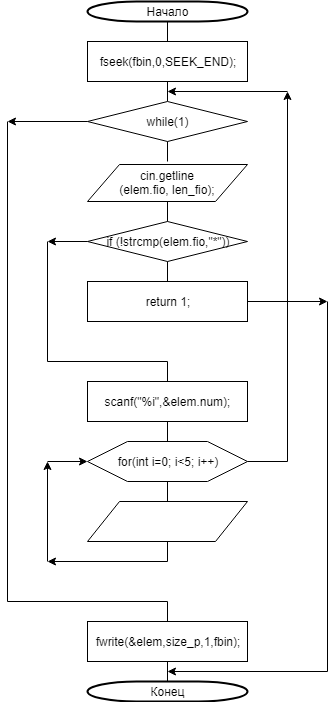 Начало
fseek(fbin,0,SEEK_END);
while(1)
cin.getline
(elem.fio, len_fio);
if (!strcmp(elem.fio,"*"))
return 1;
scanf("%i",&elem.num);
for(int i=0; i<5; i++)
fwrite(&elem,size_p,1,fbin);
Конец